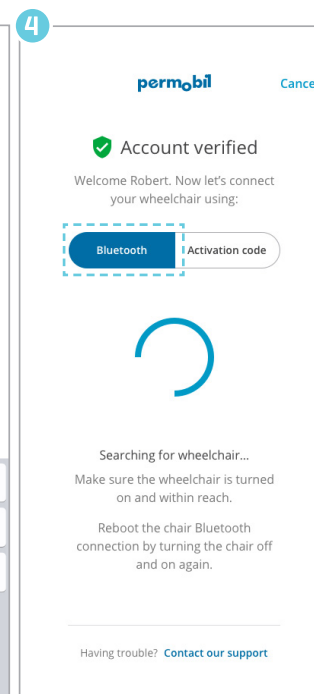 4
permobil
Cance
Account verified
Welcome Robert. Now let's connect
your wheelchair using:
Bluetooth
Activation code
Searching for wheelchair...
Make sure the wheelchair is turned
on and within reach.
Reboot the chair Bluetooth
connection by turning the chair off
and on again.
Having trouble? Contact our support